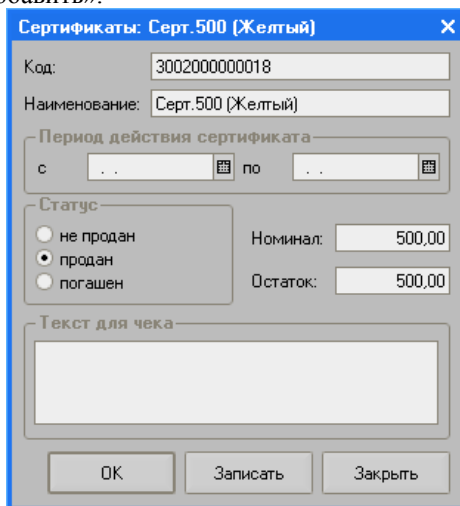 Сертификаты: Серт.500 (Желтый)
Код: 3002000000018
Наименование: Серт.500 (Желтый)
Период действия сертификата
с . . по . .
Статус
не продан
Номинал: 500,00
продан
погашен
Остаток: 500,00
Текст для чека
OK Записать Закрыть